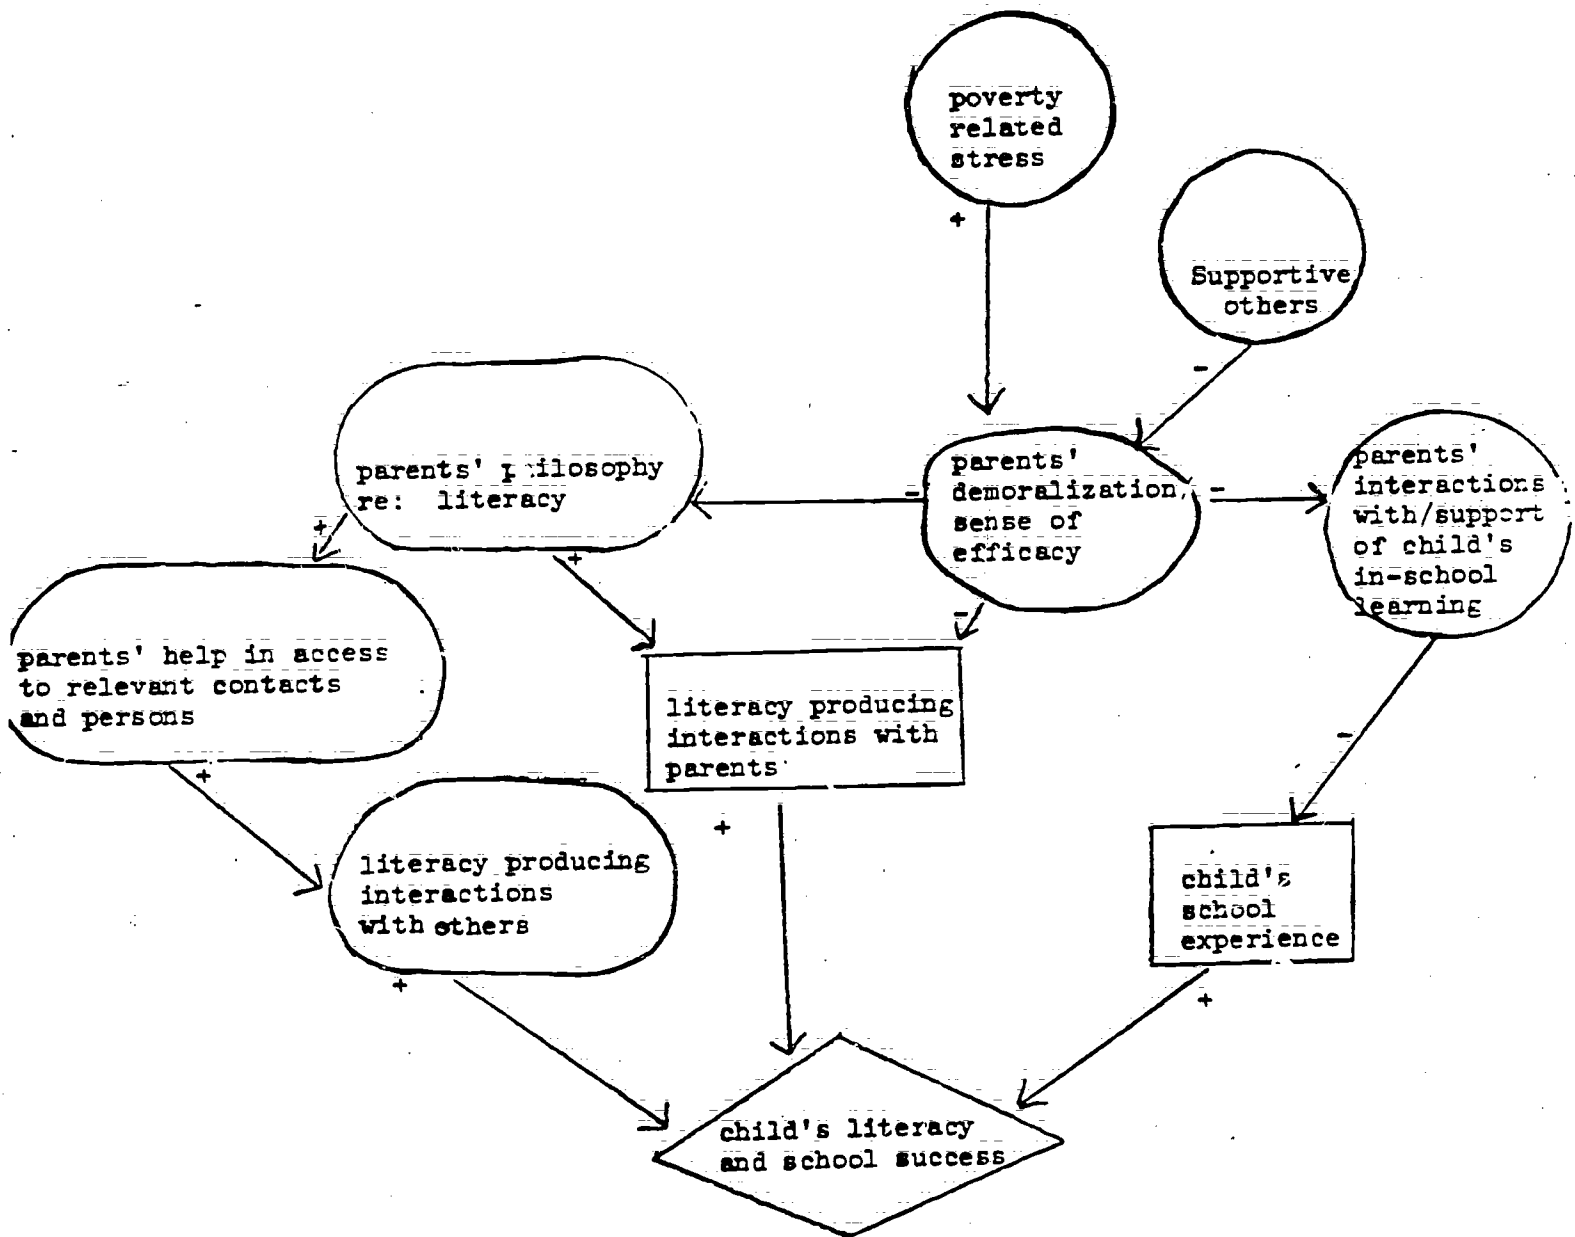 poverty
related
stress
+
Supportive
others
-
parents' philosophy
re: literacy
-
parents'
demoralization,
sense of
efficacy
-
parents'
interactions
with/support
of child's
in-school
learning
+
+
-
parents' help in access
to relevant contacts
and persons
literacy producing
interactions with
parents
-
+
+
literacy producing
interactions
with others
child's
school
experience
+
+
child's literacy
and school success